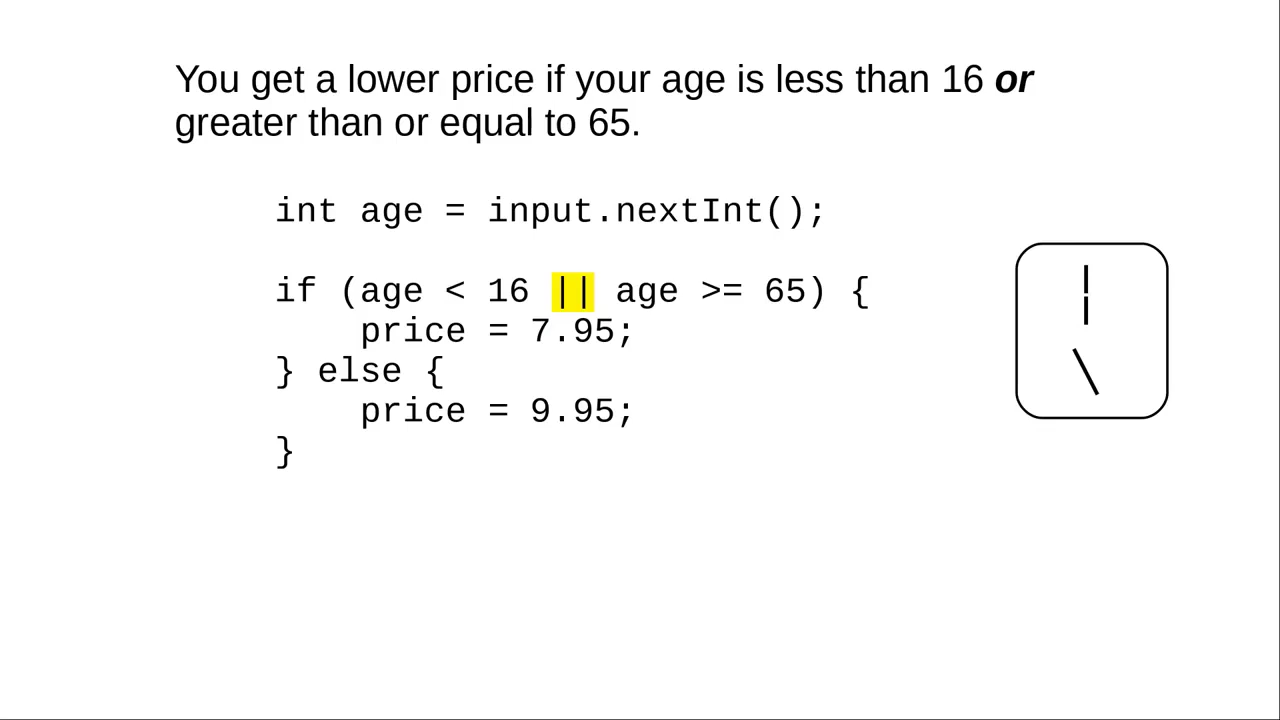 You get a lower price if your age is less than 16 or
greater than or equal to 65.
int age = input.nextInt();
if (age < 16 || age >= 65) {
    price = 7.95;
} else {
    price = 9.95;
}
¦
\